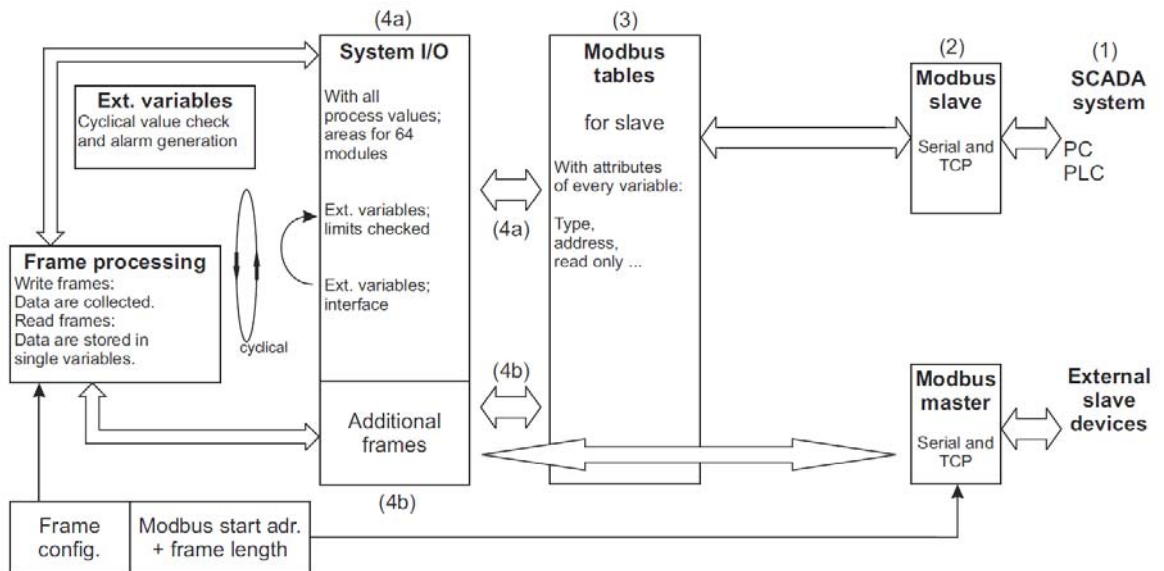 (4a)
System I/O
With all
process values;
areas for 64
modules
Ext. variables;
limits checked
Ext. variables;
interface
Additional
frames
(4b)
Ext. variables
Cyclical value check
and alarm generation
Frame processing
Write frames:
Data are collected.
Read frames:
Data are stored in
single variables.
cyclical
Frame
config.
Modbus start adr.
+ frame length
(4a)
(4b)
(3)
Modbus
tables
for slave
With attributes
of every variable:
Type,
address,
read only ...
(2)
Modbus
slave
Serial and
TCP
(1)
SCADA
system
PC
PLC
Modbus
master
Serial and
TCP
External
slave
devices